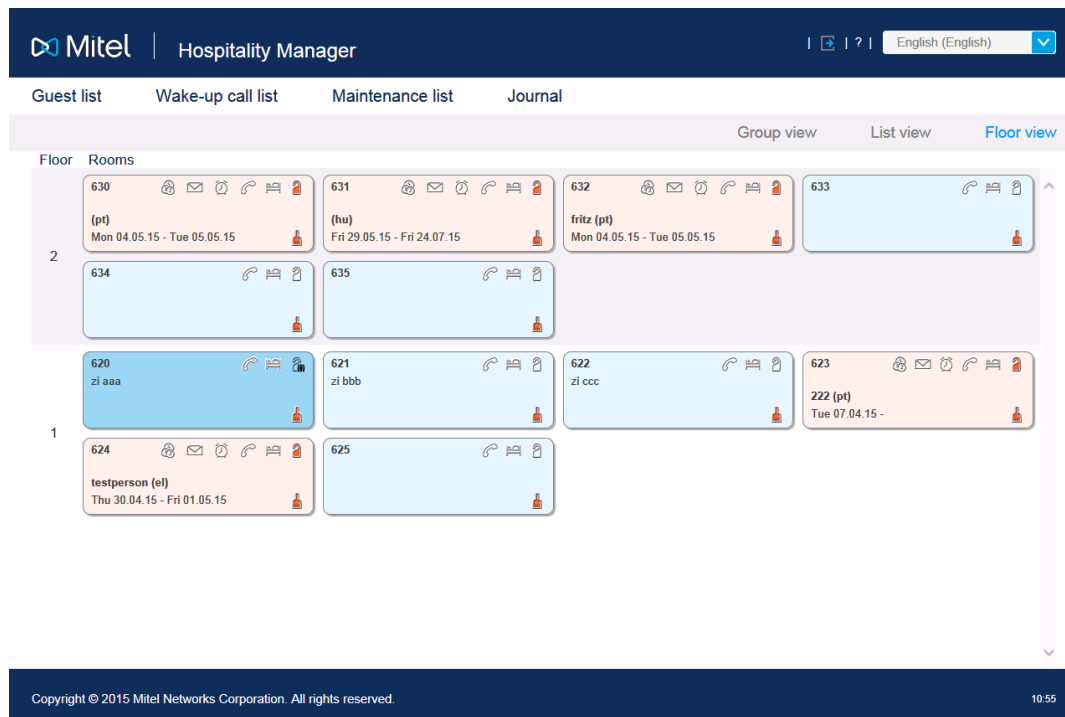 Mitel | Hospitality Manager
| | ? | English (English)
Guest list Wake-up call list Maintenance list Journal
Group view List view Floor view
Floor Rooms
2
630
(pt)
Mon 04.05.15 - Tue 05.05.15
631
(hu)
Fri 29.05.15 - Fri 24.07.15
632
fritz (pt)
Mon 04.05.15 - Tue 05.05.15
633
634
635
1
620
zi aaa
621
zi bbb
622
zi ccc
623
222 (pt)
Tue 07.04.15 -
624
testperson (el)
Thu 30.04.15 - Fri 01.05.15
625
Copyright © 2015 Mitel Networks Corporation. All rights reserved.
10:55